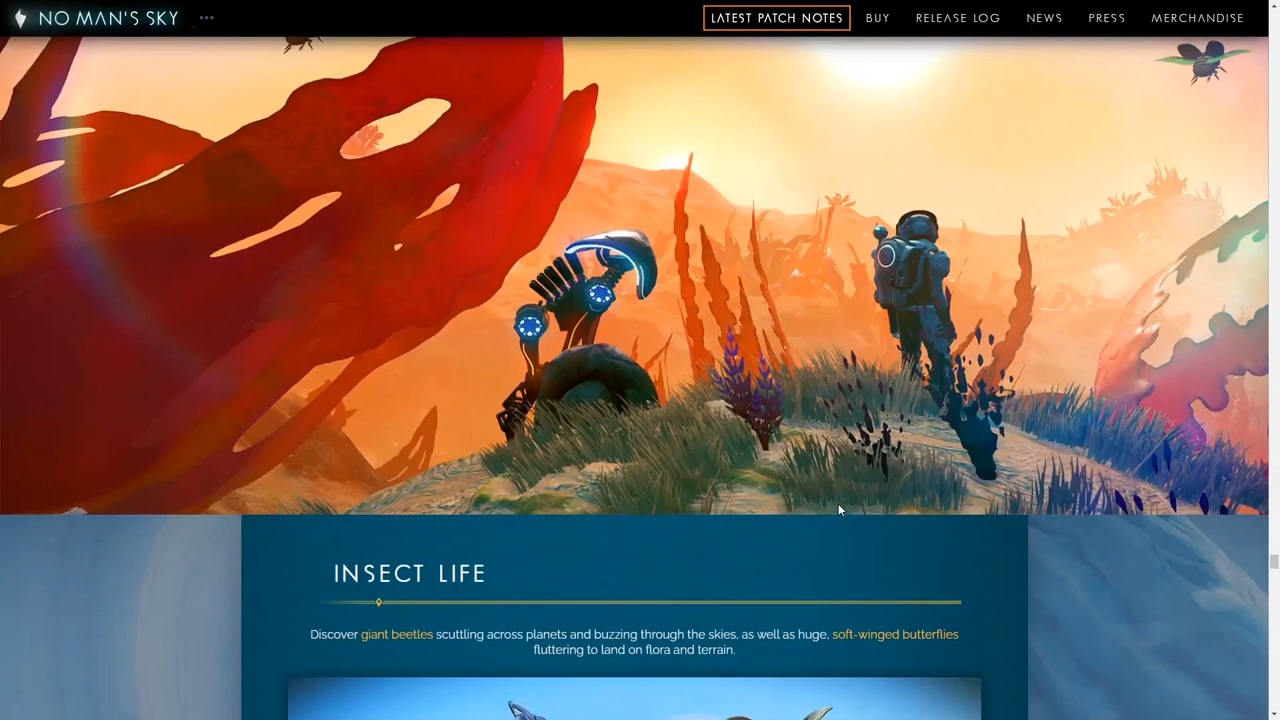 NO MAN'S SKY
LATEST PATCH NOTES
BUY
RELEASE LOG
NEWS
PRESS
MERCHANDISE
INSECT LIFE
Discover giant beetles scuttling across planets and buzzing through the skies, as well as huge, soft-winged butterflies
fluttering to land on flora and terrain.